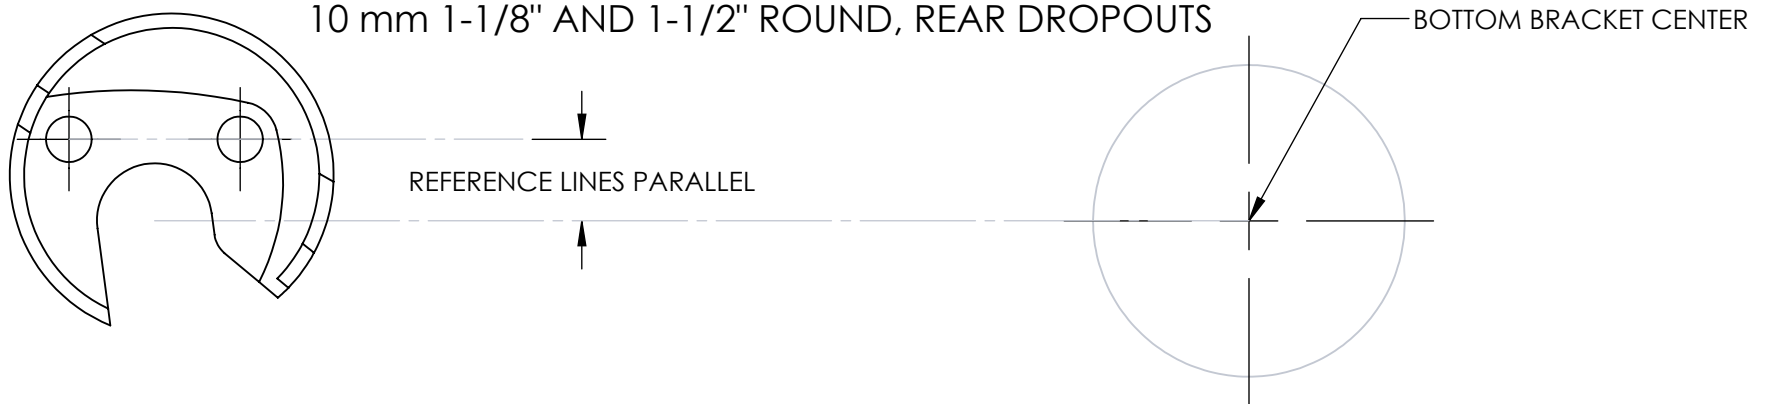 10 mm 1-1/8" AND 1-1/2" ROUND, REAR DROPOUTS
BOTTOM BRACKET CENTER
REFERENCE LINES PARALLEL